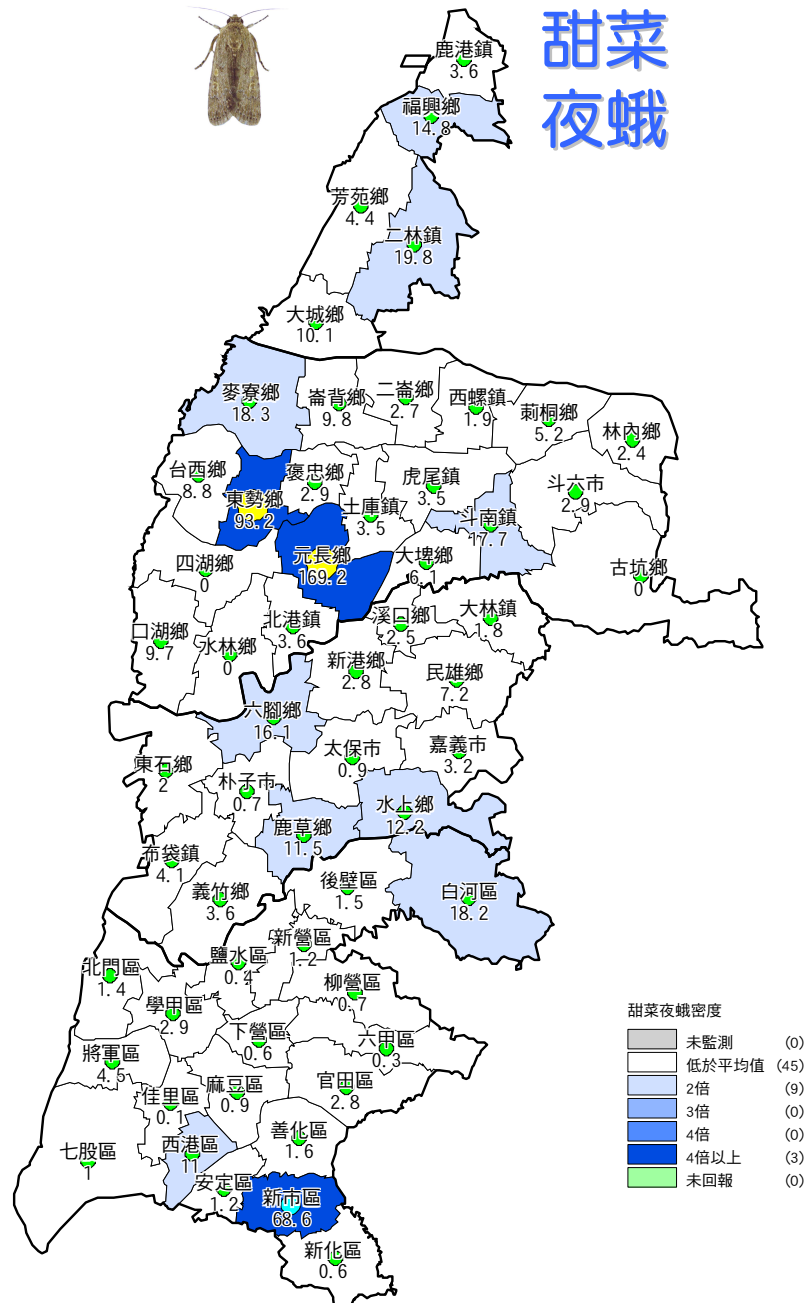 甜菜
夜蛾
鹿港鎮
3.6
福興鄉
14.8
芳苑鄉
4.4
二林鎮
19.8
大城鄉
10.1
麥寮鄉
18.3
崙背鄉
9.8
二崙鄉
2.7
西螺鎮
1.9
莿桐鄉
5.2
林內鄉
2.4
台西鄉
8.8
東勢鄉
93.2
褒忠鄉
2.9
土庫鎮
3.5
虎尾鎮
3.5
斗南鎮
17.7
斗六市
2.9
四湖鄉
0
元長鄉
169.2
大埤鄉
6.1
古坑鄉
0
口湖鄉
9.7
水林鄉
0
北港鎮
3.6
溪口鄉
2.5
大林鎮
1.8
新港鄉
2.8
民雄鄉
7.2
六腳鄉
16.1
東石鄉
2
朴子市
0.7
太保市
0.9
嘉義市
3.2
鹿草鄉
11.5
水上鄉
12.2
布袋鎮
4.1
義竹鄉
3.6
後壁區
1.5
白河區
18.2
北門區
1.4
鹽水區
0.4
新營區
1.2
學甲區
2.9
柳營區
0.7
下營區
0.6
六甲區
0.3
將軍區
4.5
佳里區
0.1
麻豆區
0.9
官田區
2.8
七股區
1
西港區
11
善化區
1.6
安定區
1.2
新市區
68.6
新化區
0.6
甜菜夜蛾密度
未監測 (0)
低於平均值 (45)
2倍 (9)
3倍 (0)
4倍 (0)
4倍以上 (3)
未回報 (0)